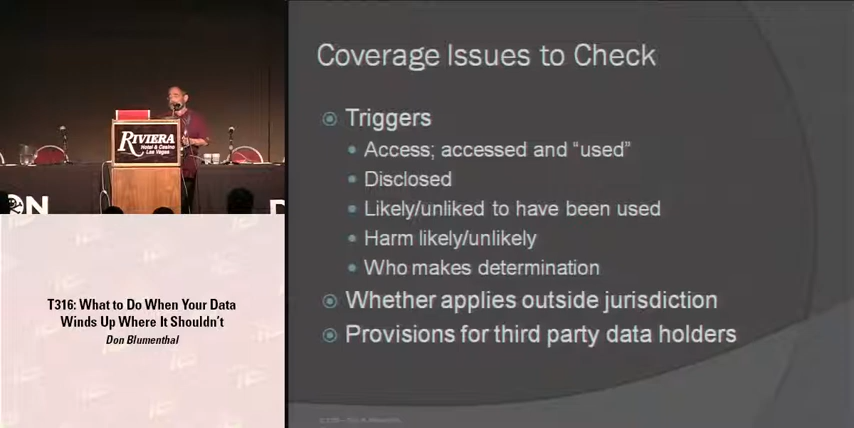 RIVIERA
Hotel & Casino
Las Vegas
ON
D
T316: What to Do When Your Data
Winds Up Where It Shouldn't
Don Blumenthal
Coverage Issues to Check
Triggers
Access; accessed and “used”
Disclosed
Likely/unliked to have been used
Harm likely/unlikely
Who makes determination
Whether applies outside jurisdiction
Provisions for third party data holders